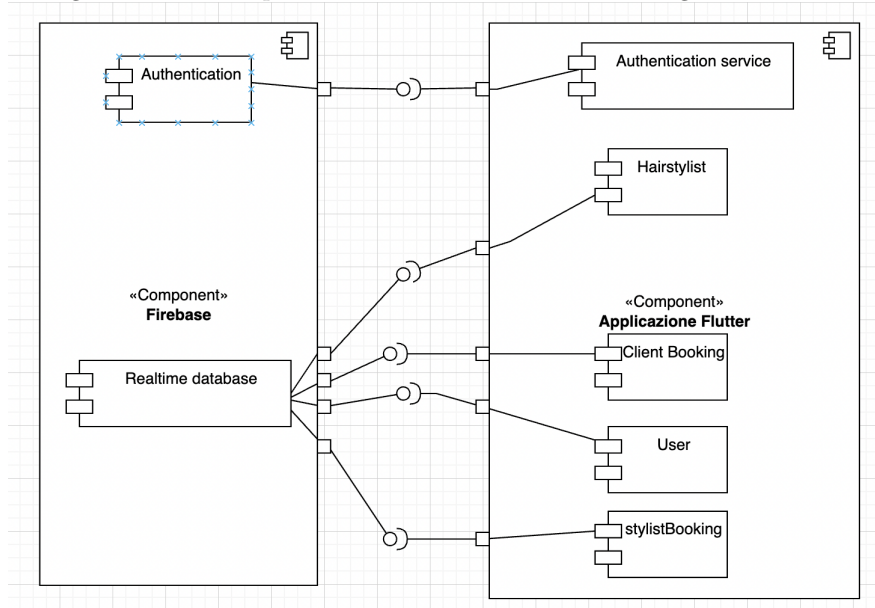 Authentication
Authentication service
Hairstylist
«Component»
Firebase
«Component»
Applicazione Flutter
Client Booking
Realtime database
User
stylistBooking